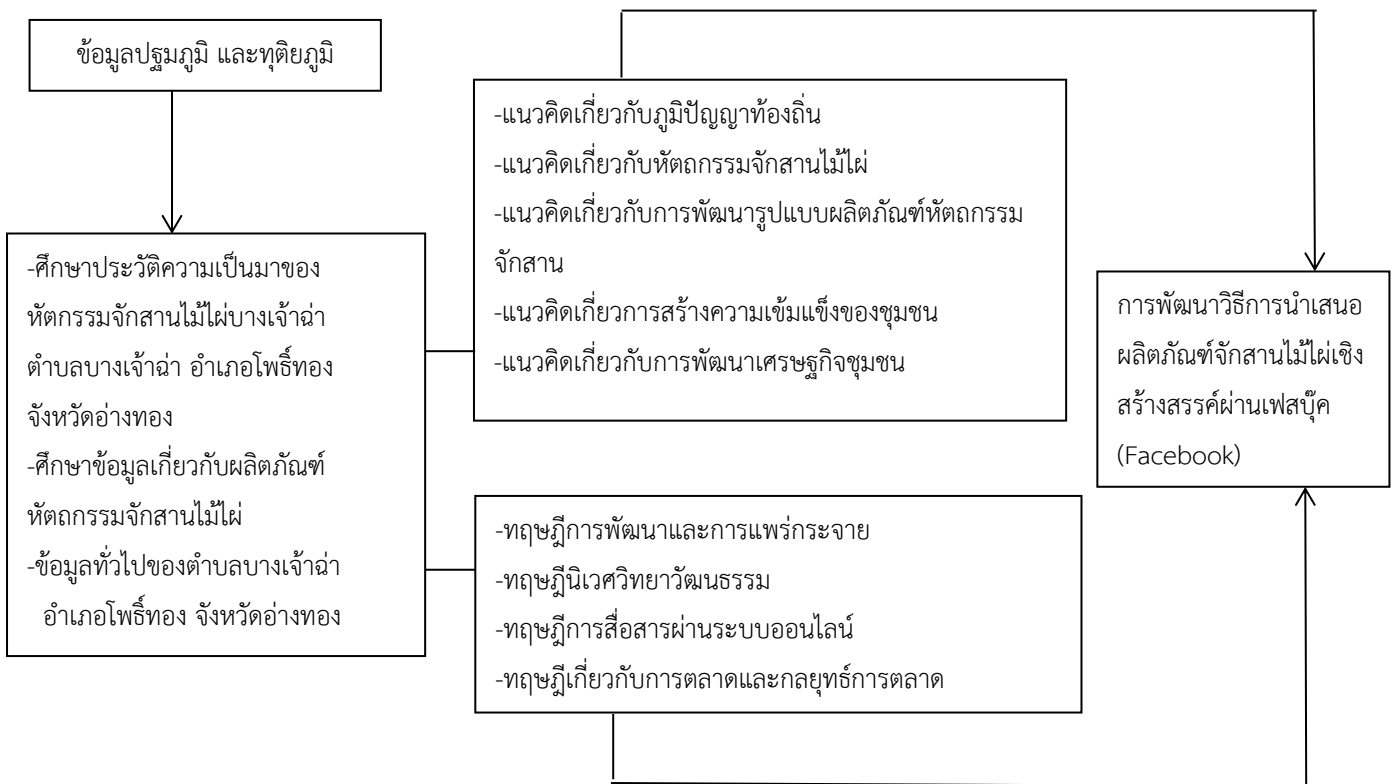 ข้อมูลปฐมภูมิ และทุติยภูมิ
-ศึกษาประวัติความเป็นมาของ
หัตกรรมจักสานไม้ไผ่บางเจ้าฉ่า
ตำบลบางเจ้าฉ่า อำเภอโพธิ์ทอง
จังหวัดอ่างทอง
-ศึกษาข้อมูลเกี่ยวกับผลิตภัณฑ์
หัตถกรรมจักสานไม้ไผ่
-ข้อมูลทั่วไปของตำบลบางเจ้าฉ่า
อำเภอโพธิ์ทอง จังหวัดอ่างทอง
-แนวคิดเกี่ยวกับภูมิปัญญาท้องถิ่น
-แนวคิดเกี่ยวกับหัตถกรรมจักสานไม้ไผ่
-แนวคิดเกี่ยวกับการพัฒนารูปแบบผลิตภัณฑ์หัตถกรรม
จักสาน
-แนวคิดเกี่ยวการสร้างความเข้มแข็งของชุมชน
-แนวคิดเกี่ยวกับการพัฒนาเศรษฐกิจชุมชน
-ทฤษฎีการพัฒนาและการแพร่กระจาย
-ทฤษฎีนิเวศวิทยาวัฒนธรรม
-ทฤษฎีการสื่อสารผ่านระบบออนไลน์
-ทฤษฎีเกี่ยวกับการตลาดและกลยุทธ์การตลาด
การพัฒนาวิธีการนำเสนอ
ผลิตภัณฑ์จักสานไม้ไผ่เชิง
สร้างสรรค์ผ่านเฟสบุ๊ค
(Facebook)